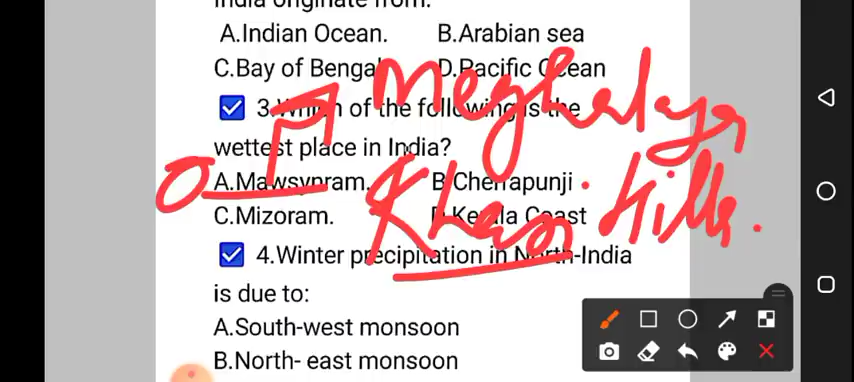 India originate from:
A.Indian Ocean. B.Arabian sea
C.Bay of Bengal D.Pacific Ocean
Meghalaya
3.Which of the following is the
wettest place in India?
A.Mawsynram. B.Cherrapunji
Khasi Hills.
C.Mizoram. D.Kerala Coast
4.Winter precipitation in North-India
is due to:
A.South-west monsoon
B.North- east monsoon